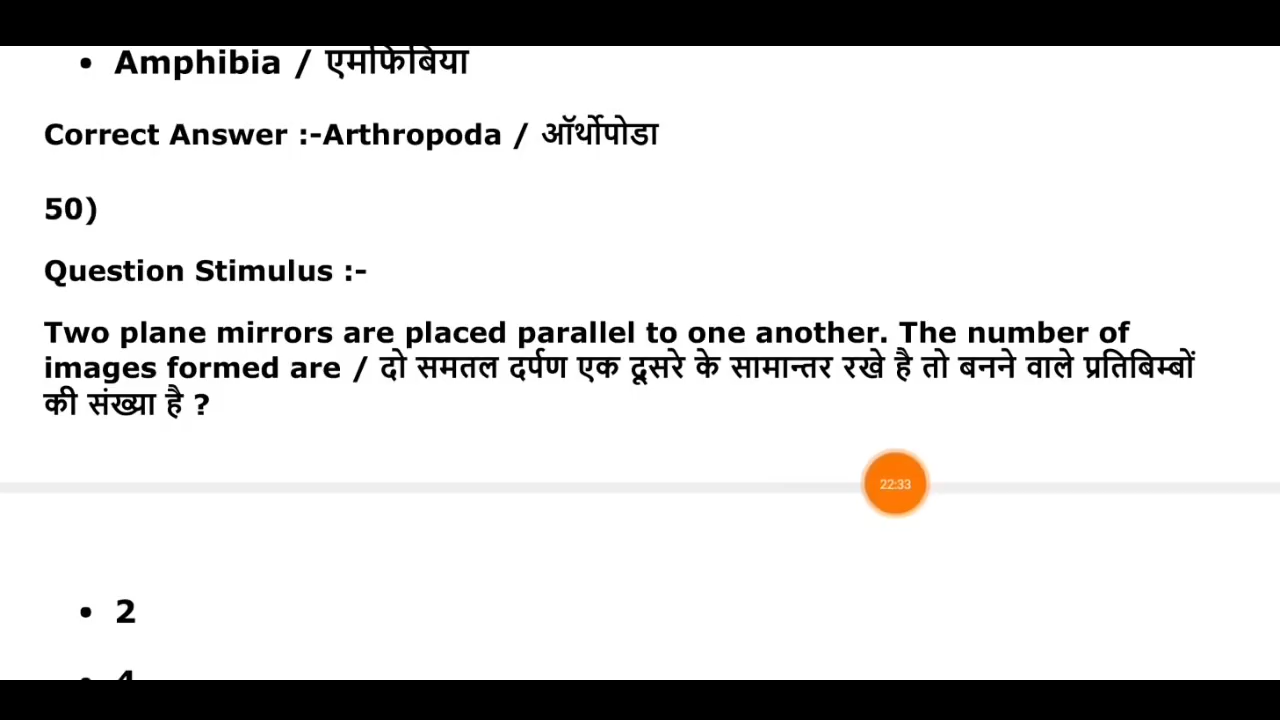 • Amphibia / एमफिबिया
Correct Answer :-Arthropoda / ऑर्थोपोडा
50)
Question Stimulus :-
Two plane mirrors are placed parallel to one another. The number of
images formed are / दो समतल दर्पण एक दूसरे के सामान्तर रखे है तो बनने वाले प्रतिबिम्बों
की संख्या है ?
22:33
• 2
• 4